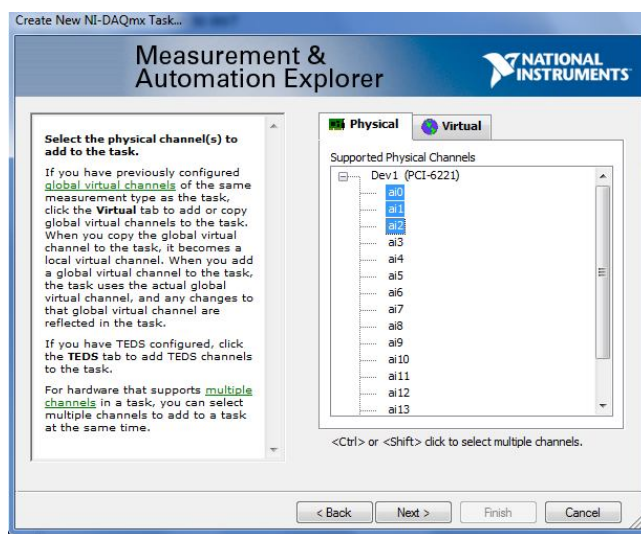 Create New NI-DAQmx Task...
Measurement &
Automation Explorer
NATIONAL
INSTRUMENTS
Select the physical channel(s) to
add to the task.
If you have previously configured
global virtual channels of the same
measurement type as the task,
click the Virtual tab to add or copy
global virtual channels to the task.
When you copy the global virtual
channel to the task, it becomes a
local virtual channel. When you add
a global virtual channel to the task,
the task uses the actual global
virtual channel, and any changes to
that global virtual channel are
reflected in the task.
If you have TEDS configured, click
the TEDS tab to add TEDS channels
to the task.
For hardware that supports multiple
channels in a task, you can select
multiple channels to add to a task
at the same time.
Physical
Virtual
Supported Physical Channels
Dev1 (PCI-6221)
ai0
ai1
ai2
ai3
ai4
ai5
ai6
ai7
ai8
ai9
ai10
ai11
ai12
ai13
<Ctrl> or <Shift> click to select multiple channels.
< Back
Next >
Finish
Cancel